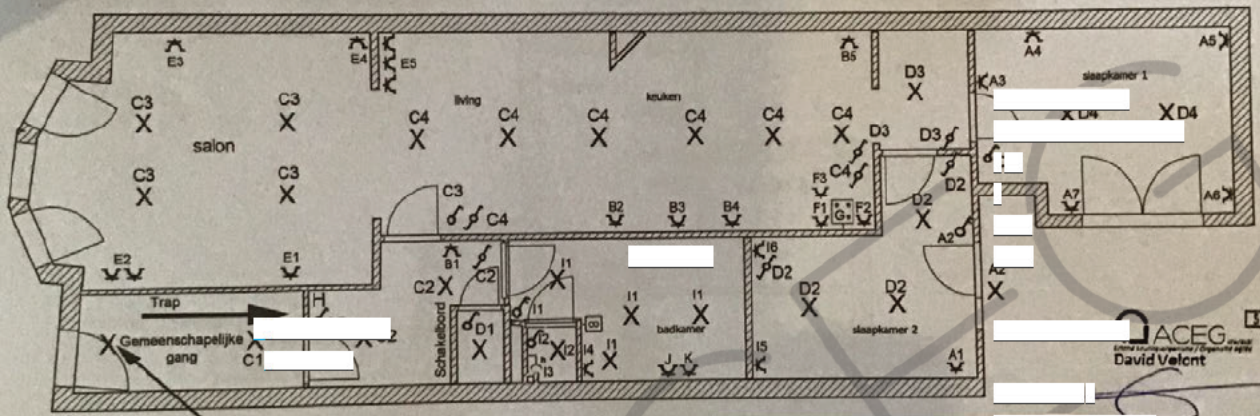 E3
E4
E5
B5
A4
A5
C3
C3
living
keuken
D3
A3
slaapkamer 1
D4
D4
C4
C4
C4
C4
C4
C4
D3
D3
salon
C3
C3
C3
C4
C4
F3
D2
D2
A7
A6
B2
B3
B4
F1
G
F2
A2
E2
E1
B1
C2
C2
I1
I6
D2
A2
Trap
H
I1
I1
I1
D2
D2
Gemeenschappelijke
gang
C1
Schakelbord
D1
I2
I2
I3
I4
I1
badkamer
J
K
I5
slaapkamer 2
A1
ACEG
David Velont